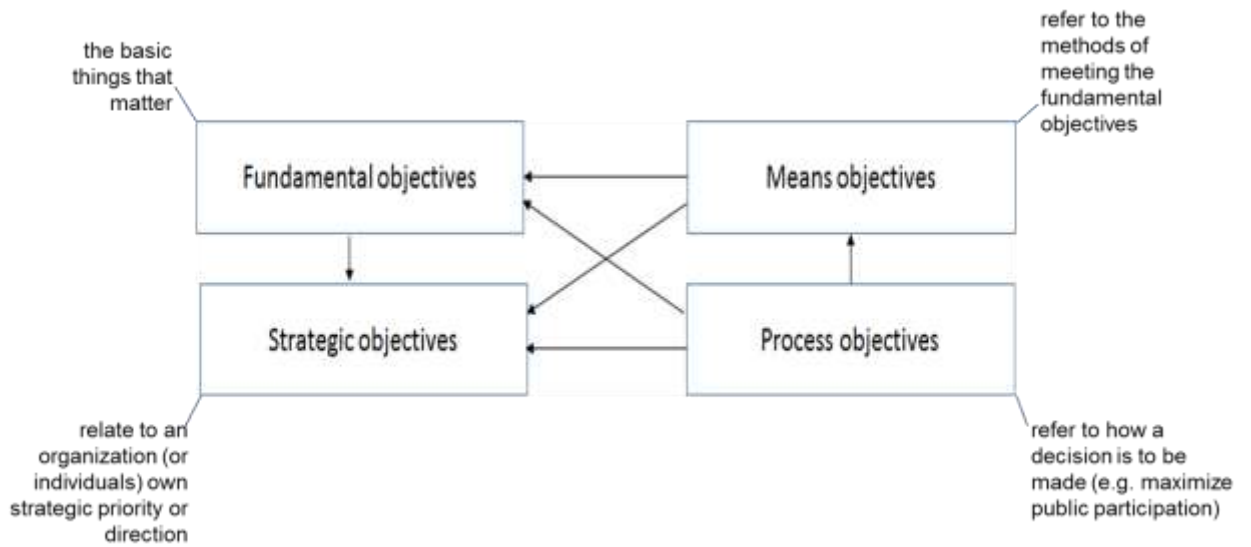 the basic
things that
matter
refer to the
methods of
meeting the
fundamental
objectives
Fundamental objectives
Means objectives
Strategic objectives
Process objectives
relate to an
organization (or
individuals) own
strategic priority or
direction
refer to how a
decision is to be
made (e.g. maximize
public participation)